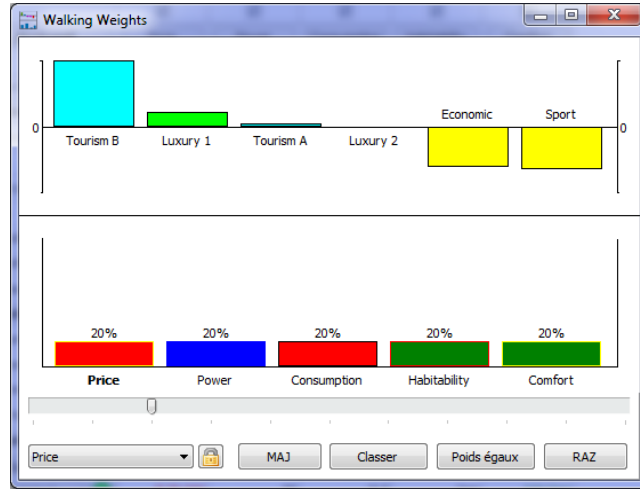 Walking Weights
Economic Sport
0 0
Tourism B Luxury 1 Tourism A Luxury 2
20% 20% 20% 20% 20%
Price Power Consumption Habitability Comfort
Price MAJ Classer Poids égaux RAZ